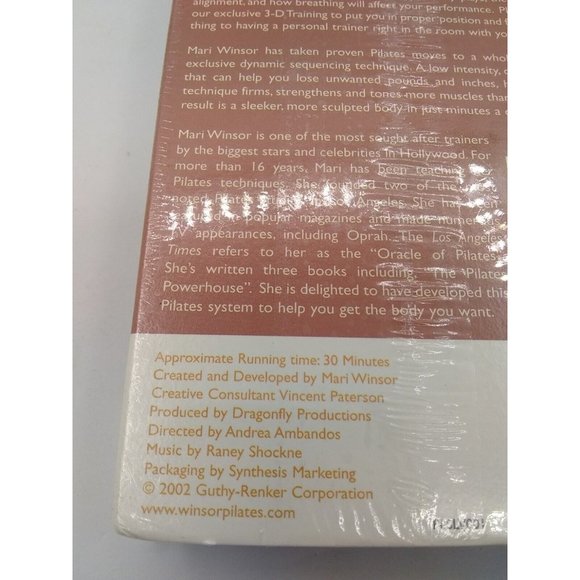 alignment, and how breathing will affect your performance.
our exclusive 3-D Training to put you in proper position and
thing to having a personal trainer right in the room with
Mari Winsor has taken proven Pilates moves to a
exclusive dynamic sequencing technique. A low intensity,
that can help you lose unwanted pounds and inches,
technique firms, strengthens and tones more muscles
result is a sleeker, more sculpted body in just minutes a
Mari Winsor is one of the most sought after trainers
by the biggest stars and celebrities in Hollywood. For
more than 16 years, Mari has been
Pilates techniques. She founded two of the
noted Angeles. She has
in popular magazines and made
appearances, including Oprah. The Los Angeles
Times refers to her as the "Oracle of
She's written three books including, The
Powerhouse". She is delighted to have developed this
Pilates system to help you get the body you want.
Approximate Running time: 30 Minutes
Created and Developed by Mari Winsor
Creative Consultant Vincent Paterson
Produced by Dragonfly Productions
Directed by Andrea Ambandos
Music by Raney Shockne
Packaging by Synthesis Marketing
© 2002 Guthy-Renker Corporation
www.winsorpilates.com